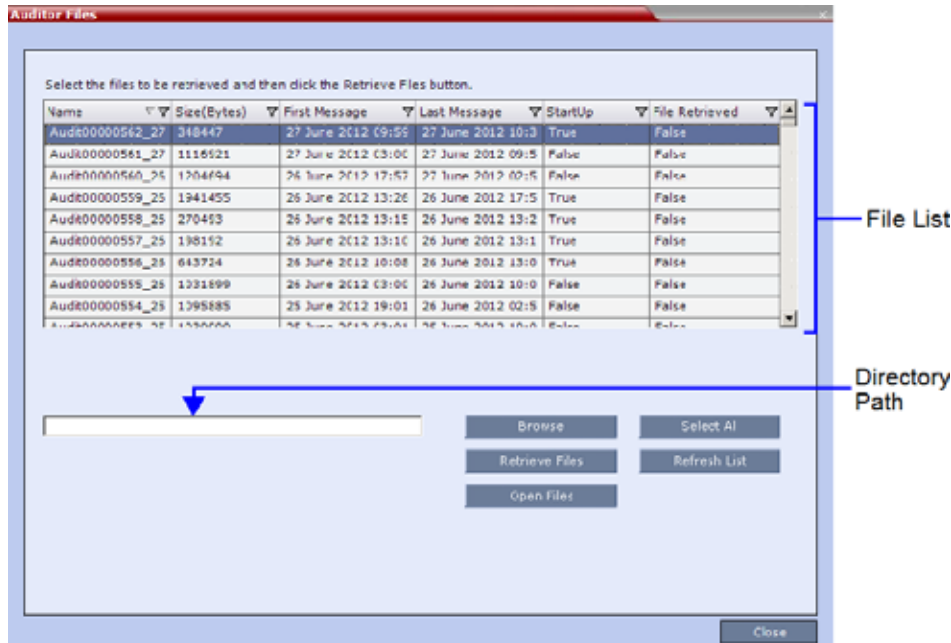 Auditor Files
Select the files to be retrieved and then click the Retrieve Files button.
Name Size(Bytes) First Message Last Message StartUp File Retrieved
Audit00000562_27 348447 27 June 2012 09:59 27 June 2012 10:3 True False
Audit00000561_27 1116921 27 June 2012 03:00 27 June 2012 09:5 False False
Audit00000560_26 1204694 26 June 2012 17:57 27 June 2012 02:5 False False
Audit00000559_26 1941455 26 June 2012 13:26 26 June 2012 17:5 True False
Audit00000558_26 270493 26 June 2012 13:15 26 June 2012 13:2 True False
Audit00000557_26 198192 26 June 2012 13:10 26 June 2012 13:1 True False
Audit00000556_26 643724 26 June 2012 10:08 26 June 2012 13:0 True False
Audit00000555_26 1331899 26 June 2012 03:00 26 June 2012 10:0 False False
Audit00000554_25 1395885 25 June 2012 19:01 26 June 2012 02:5 False False
File List
Directory
Path
Browse Select All
Retrieve Files Refresh List
Open Files
Close